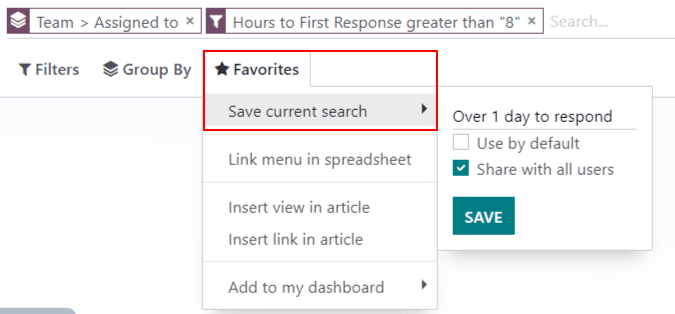 Team > Assigned to × Hours to First Response greater than "8" × Search...
Filters Group By Favorites
Save current search
Over 1 day to respond
Use by default
Share with all users
SAVE
Link menu in spreadsheet
Insert view in article
Insert link in article
Add to my dashboard